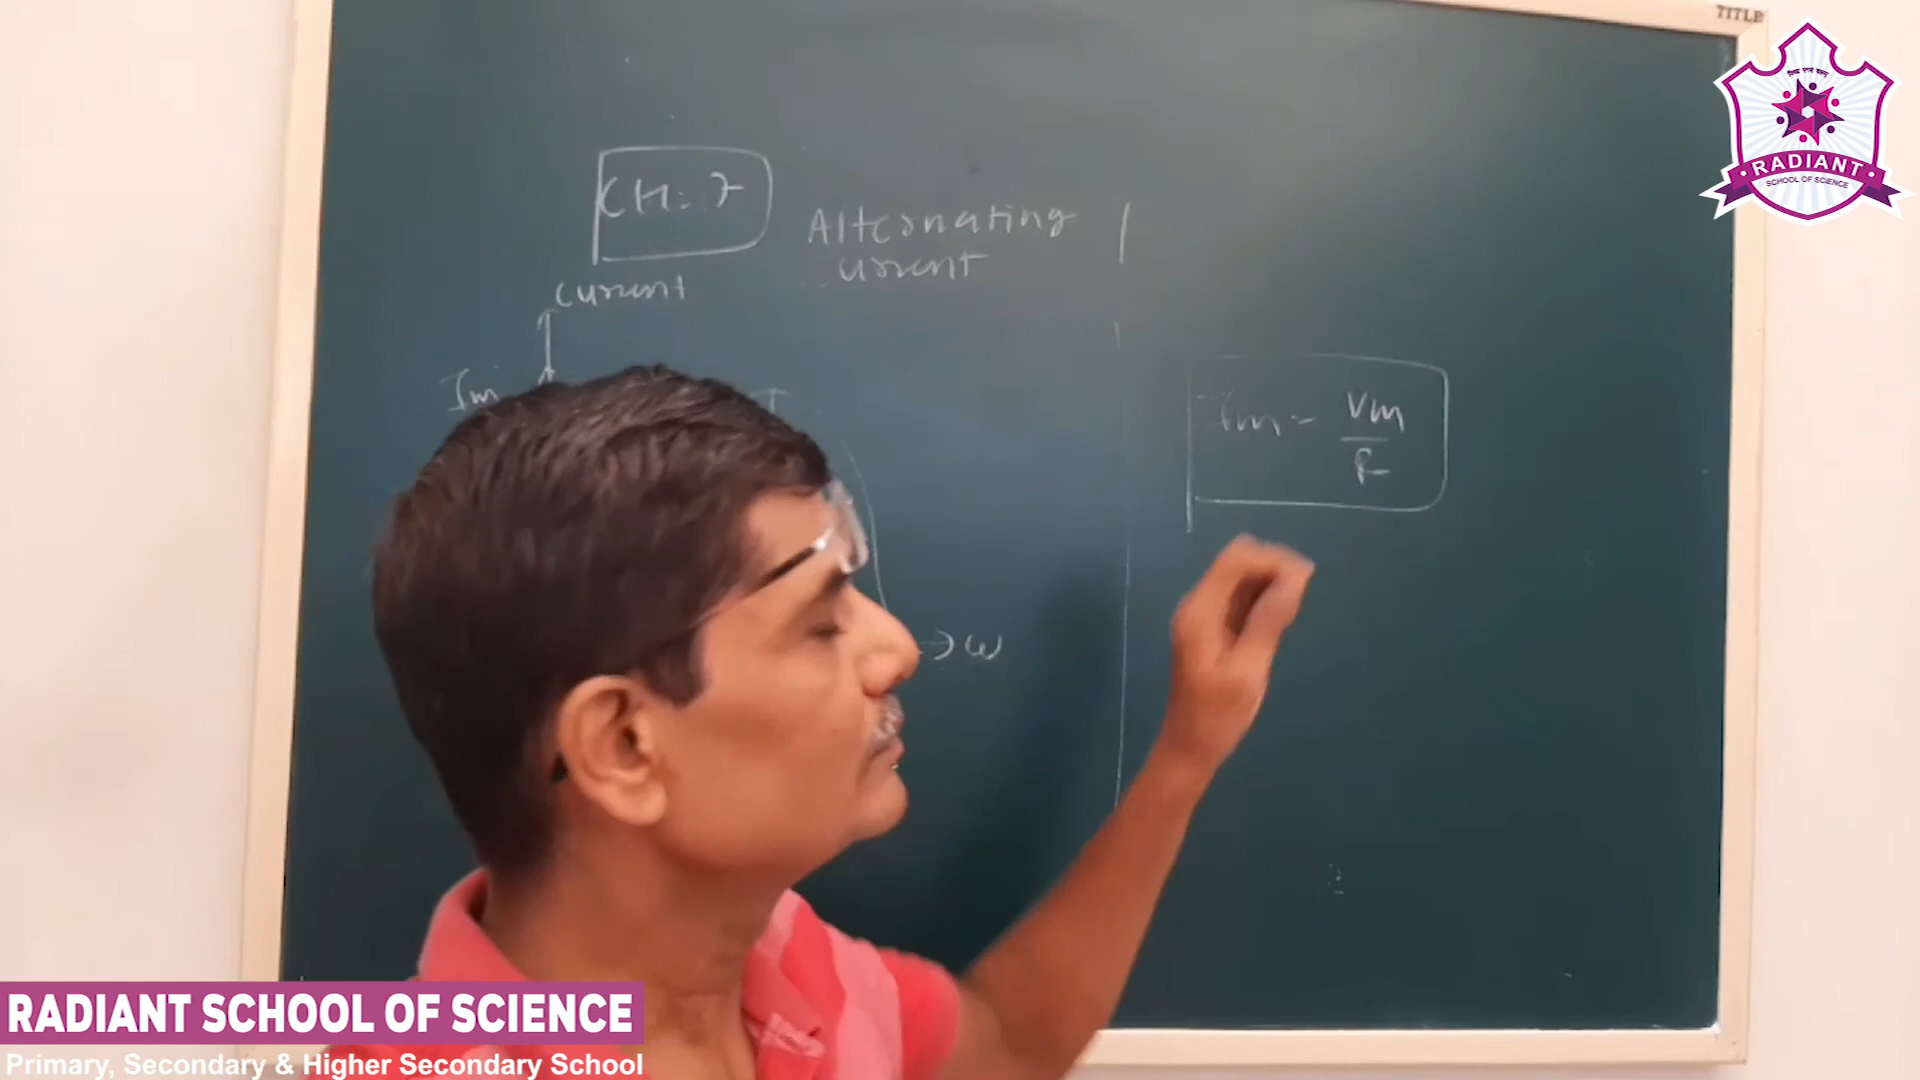 TITLE
RADIANT
SCHOOL OF SCIENCE
CH: 7
Alternating
current
current
Im
I
Im = Vm
R
→ ω
RADIANT SCHOOL OF SCIENCE
Primary, Secondary & Higher Secondary School